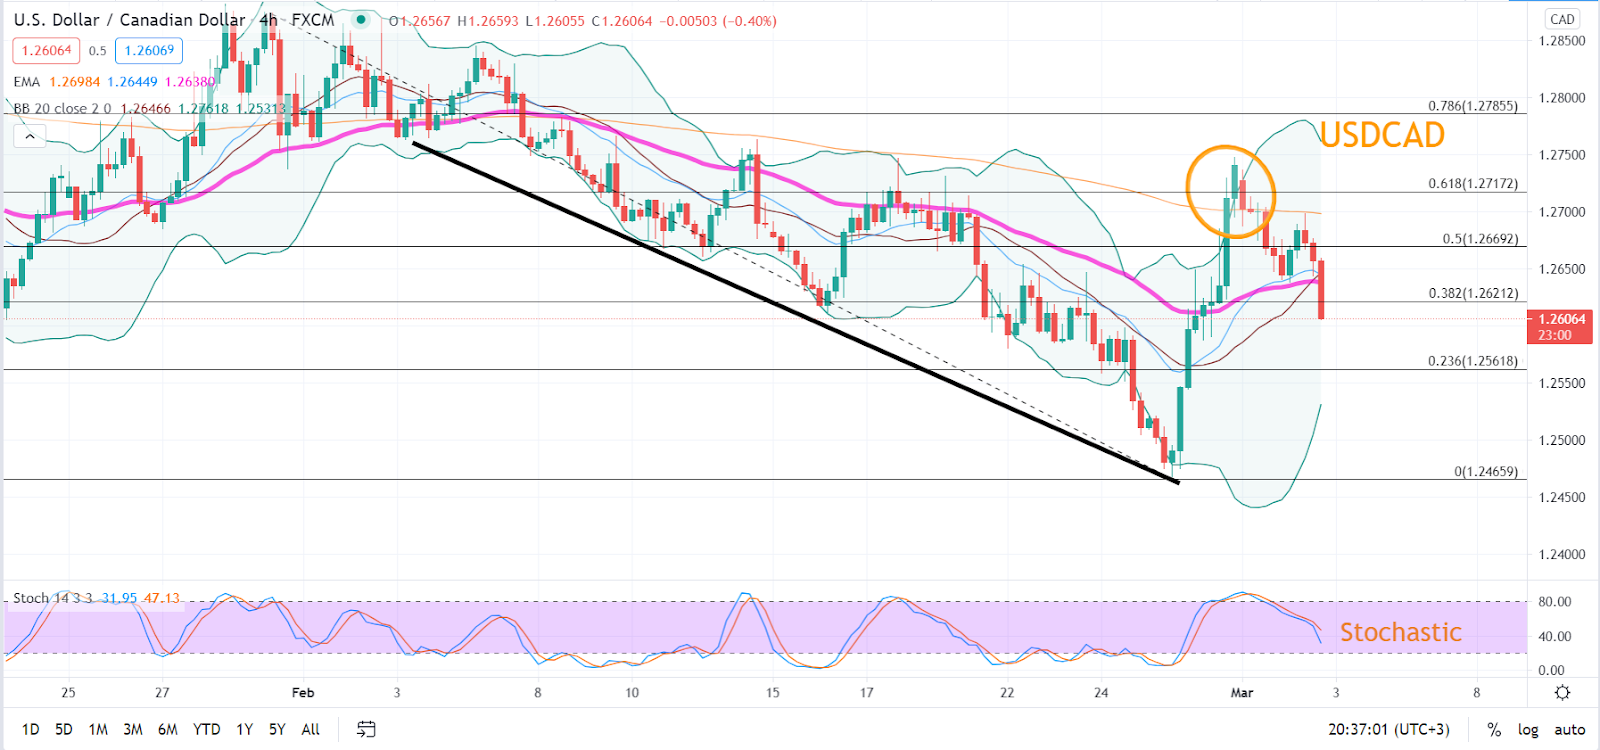 U.S. Dollar / Canadian Dollar · 4h · FXCM O1.26567 H1.26593 L1.26055 C1.26064 −0.00503 (−0.40%)
1.26064 0.5 1.26069
EMA 1.26984 1.26449 1.26380
BB 20 close 2 0 1.26466 1.27618 1.25313
CAD
1.28500
1.28000
1.27500
1.27000
1.26500
1.26064
23:00
1.25500
1.25000
1.24500
1.24000
0.786(1.27855)
USDCAD
0.618(1.27172)
0.5(1.26692)
0.382(1.26212)
0.236(1.25618)
0(1.24659)
Stoch 14 3 3 31.95 47.13
Stochastic
80.00
40.00
0.00
25 27 Feb 3 8 10 15 17 22 24 Mar 3 8
1D 5D 1M 3M 6M YTD 1Y 5Y All 20:37:01 (UTC+3) % log auto